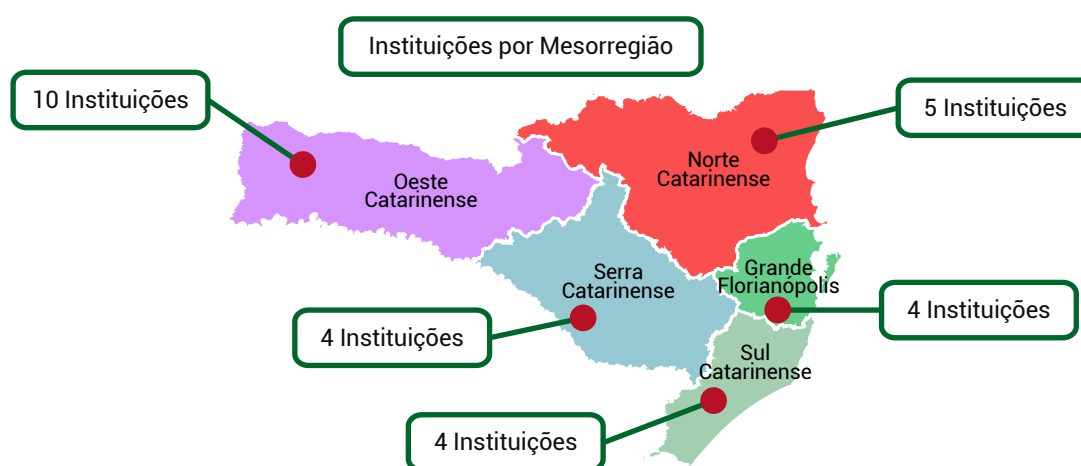 Instituições por Mesorregião
10 Instituições
5 Instituições
Norte
Catarinense
Oeste
Catarinense
Serra
Catarinense
Grande
Florianópolis
4 Instituições
4 Instituições
Sul
Catarinense
4 Instituições